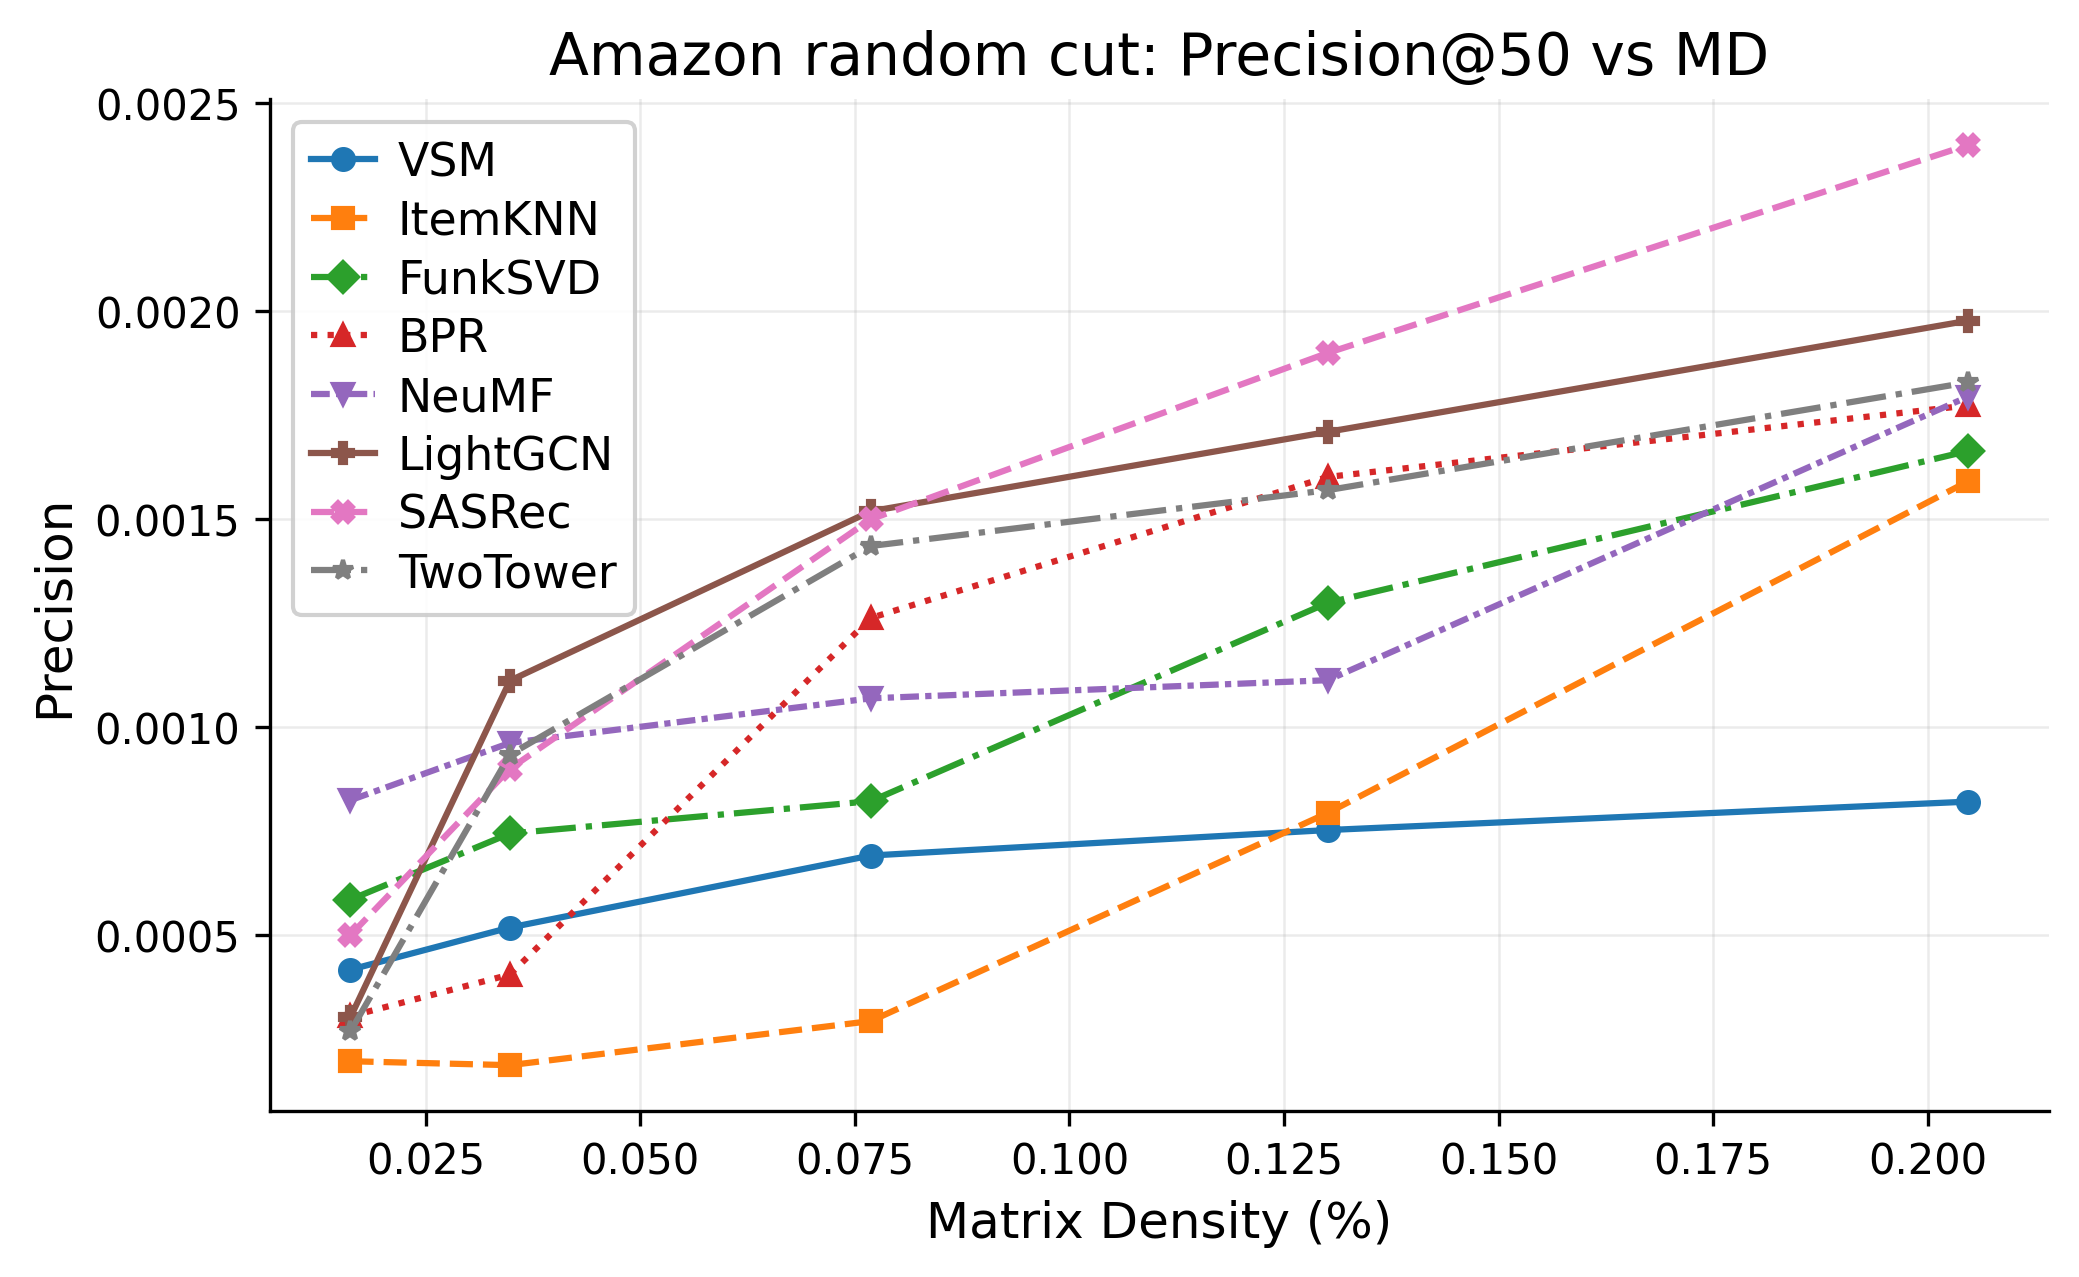 Amazon random cut: Precision@50 vs MD
0.0025
0.0020
0.0015
0.0010
0.0005
Precision
VSM
ItemKNN
FunkSVD
BPR
NeuMF
LightGCN
SASRec
TwoTower
0.025 0.050 0.075 0.100 0.125 0.150 0.175 0.200
Matrix Density (%)